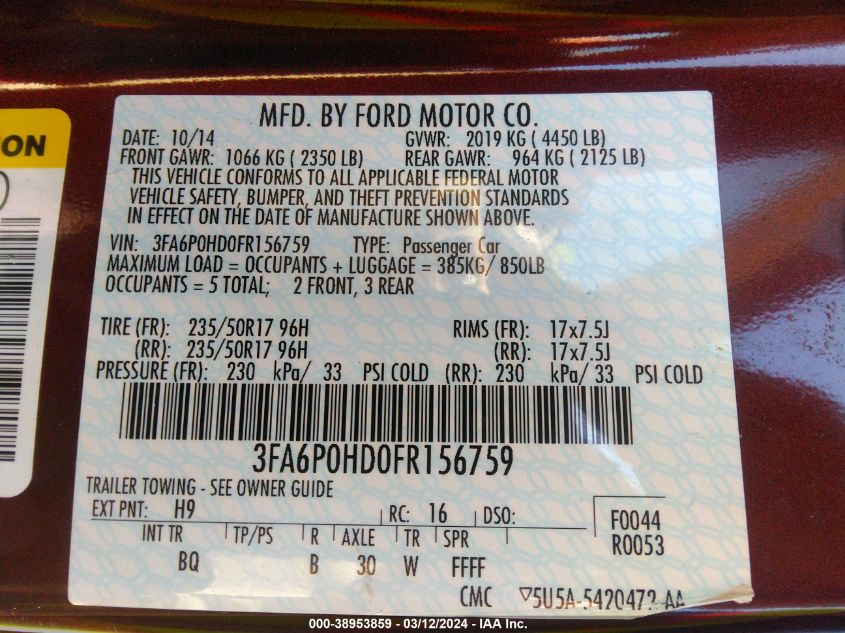 MFD. BY FORD MOTOR CO.
DATE: 10/14 GVWR: 2019 KG ( 4450 LB)
FRONT GAWR: 1066 KG ( 2350 LB) REAR GAWR: 964 KG ( 2125 LB)
THIS VEHICLE CONFORMS TO ALL APPLICABLE FEDERAL MOTOR
VEHICLE SAFETY, BUMPER, AND THEFT PREVENTION STANDARDS
IN EFFECT ON THE DATE OF MANUFACTURE SHOWN ABOVE.
VIN: 3FA6P0HD0FR156759 TYPE: Passenger Car
MAXIMUM LOAD = OCCUPANTS + LUGGAGE = 385KG/ 850LB
OCCUPANTS = 5 TOTAL; 2 FRONT, 3 REAR
TIRE (FR): 235/50R17 96H RIMS (FR): 17x7.5J
(RR): 235/50R17 96H (RR): 17x7.5J
PRESSURE (FR): 230 kPa/ 33 PSI COLD (RR): 230 kPa/ 33 PSI COLD
3FA6P0HD0FR156759
TRAILER TOWING - SEE OWNER GUIDE
EXT PNT: H9 RC: 16 DSO: F0044
INT TR TP/PS R AXLE TR SPR R0053
BQ B 30 W FFFF
CMC ▽5U5A-5420472-AA
ION
000-38953859 - 03/12/2024 - IAA Inc.